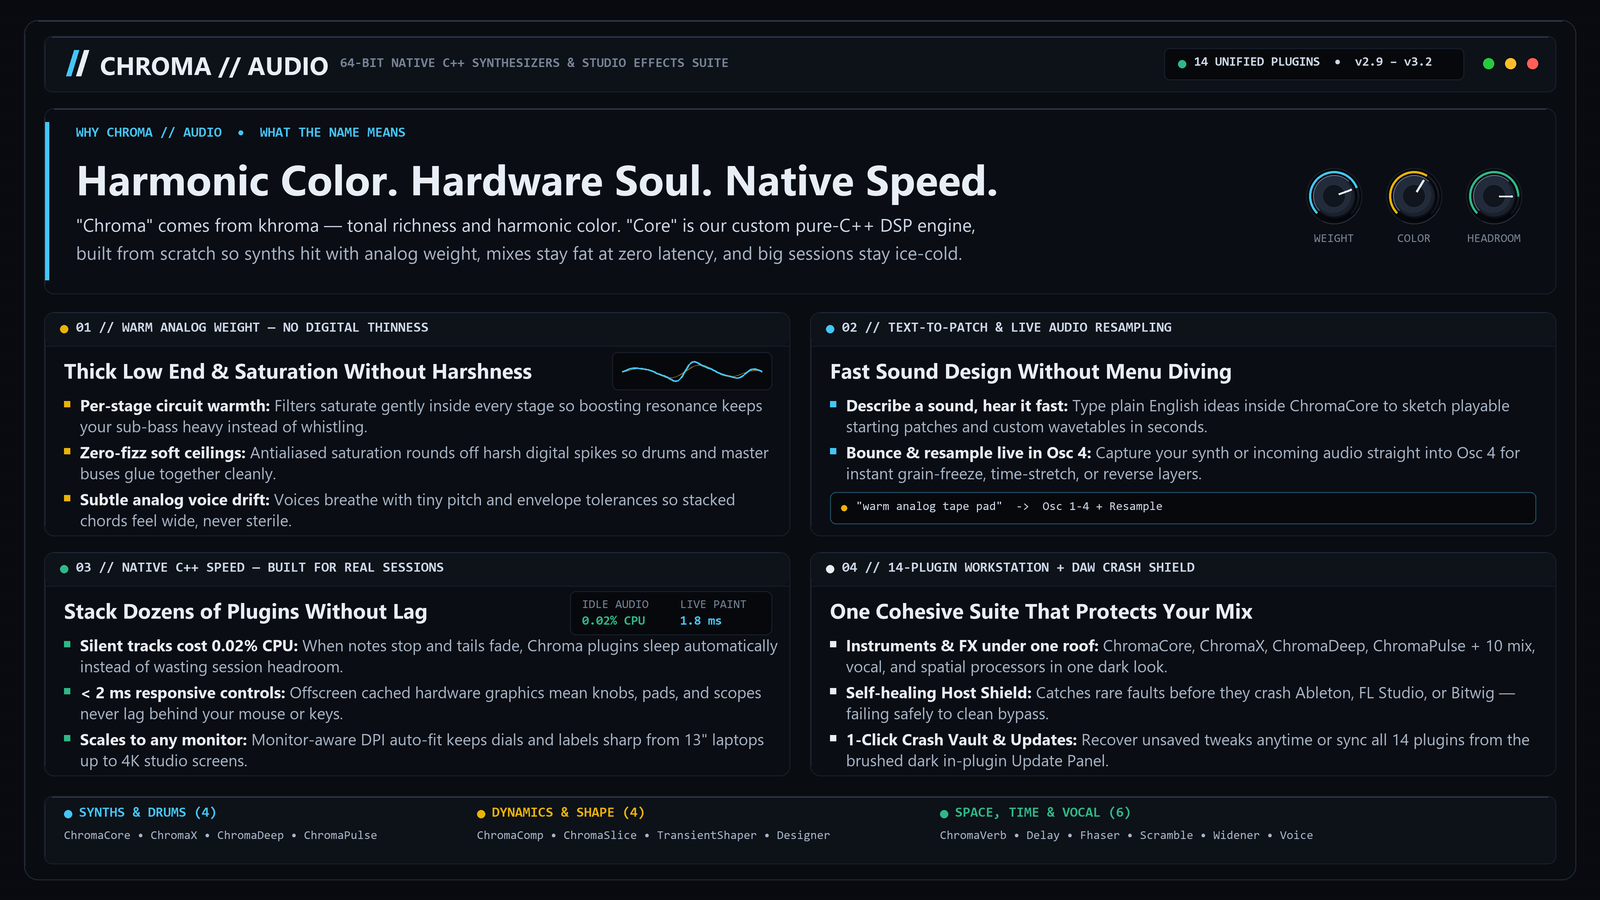 // CHROMA // AUDIO
64-BIT NATIVE C++ SYNTHESIZERS & STUDIO EFFECTS SUITE
14 UNIFIED PLUGINS • v2.9 – v3.2
WHY CHROMA // AUDIO • WHAT THE NAME MEANS
Harmonic Color. Hardware Soul. Native Speed.
"Chroma" comes from khroma — tonal richness and harmonic color. "Core" is our custom pure-C++ DSP engine,
built from scratch so synths hit with analog weight, mixes stay fat at zero latency, and big sessions stay ice-cold.
WEIGHT
COLOR
HEADROOM
01 // WARM ANALOG WEIGHT — NO DIGITAL THINNESS
Thick Low End & Saturation Without Harshness
Per-stage circuit warmth: Filters saturate gently inside every stage so boosting resonance keeps
your sub-bass heavy instead of whistling.
Zero-fizz soft ceilings: Antialiased saturation rounds off harsh digital spikes so drums and master
buses glue together cleanly.
Subtle analog voice drift: Voices breathe with tiny pitch and envelope tolerances so stacked
chords feel wide, never sterile.
02 // TEXT-TO-PATCH & LIVE AUDIO RESAMPLING
Fast Sound Design Without Menu Diving
Describe a sound, hear it fast: Type plain English ideas inside ChromaCore to sketch playable
starting patches and custom wavetables in seconds.
Bounce & resample live in Osc 4: Capture your synth or incoming audio straight into Osc 4 for
instant grain-freeze, time-stretch, or reverse layers.
"warm analog tape pad" -> Osc 1-4 + Resample
03 // NATIVE C++ SPEED — BUILT FOR REAL SESSIONS
Stack Dozens of Plugins Without Lag
IDLE AUDIO
0.02% CPU
LIVE PAINT
1.8 ms
Silent tracks cost 0.02% CPU: When notes stop and tails fade, Chroma plugins sleep automatically
instead of wasting session headroom.
< 2 ms responsive controls: Offscreen cached hardware graphics mean knobs, pads, and scopes
never lag behind your mouse or keys.
Scales to any monitor: Monitor-aware DPI auto-fit keeps dials and labels sharp from 13" laptops
up to 4K studio screens.
04 // 14-PLUGIN WORKSTATION + DAW CRASH SHIELD
One Cohesive Suite That Protects Your Mix
Instruments & FX under one roof: ChromaCore, ChromaX, ChromaDeep, ChromaPulse + 10 mix,
vocal, and spatial processors in one dark look.
Self-healing Host Shield: Catches rare faults before they crash Ableton, FL Studio, or Bitwig —
failing safely to clean bypass.
1-Click Crash Vault & Updates: Recover unsaved tweaks anytime or sync all 14 plugins from the
brushed dark in-plugin Update Panel.
SYNTHS & DRUMS (4)
ChromaCore • ChromaX • ChromaDeep • ChromaPulse
DYNAMICS & SHAPE (4)
ChromaComp • ChromaSlice • TransientShaper • Designer
SPACE, TIME & VOCAL (6)
ChromaVerb • Delay • Fhaser • Scramble • Widener • Voice